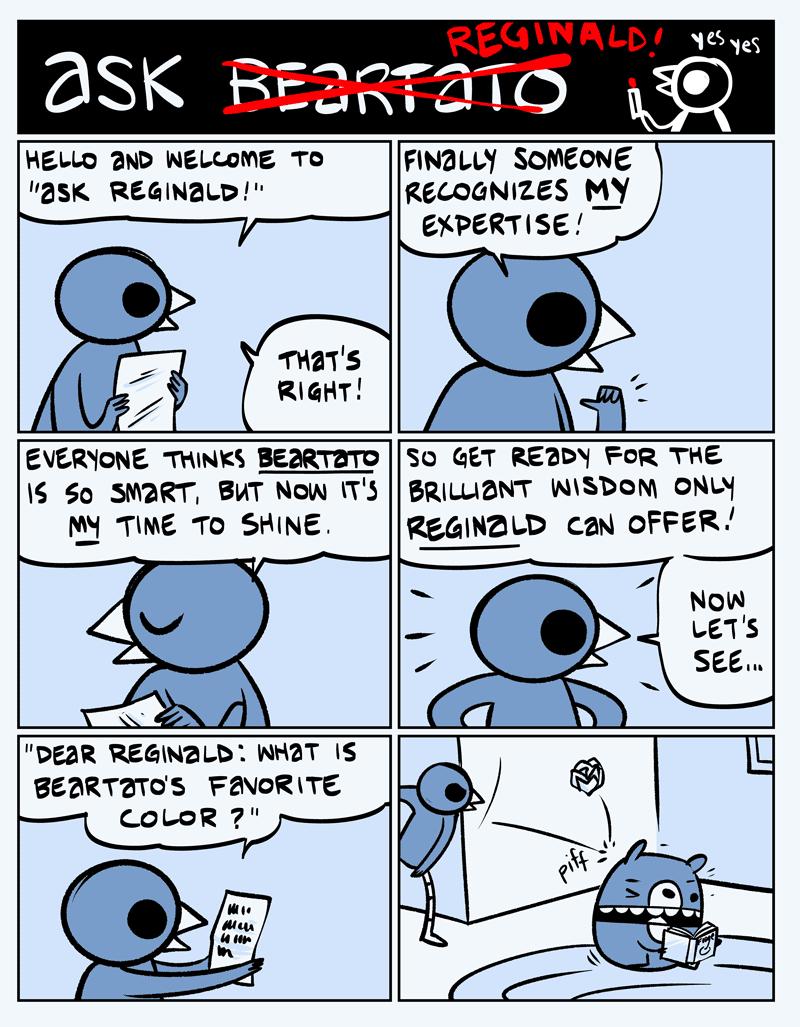 REGINALD!
yes yes
ask BEARTATO
HELLO AND WELCOME TO
"ASK REGINALD!"
THAT'S
RIGHT!
FINALLY SOMEONE
RECOGNIZES MY
EXPERTISE!
EVERYONE THINKS BEARTATO
IS SO SMART, BUT NOW IT'S
MY TIME TO SHINE.
SO GET READY FOR THE
BRILLIANT WISDOM ONLY
REGINALD CAN OFFER!
NOW
LET'S
SEE...
"DEAR REGINALD: WHAT IS
BEARTATO'S FAVORITE
COLOR?"
piff